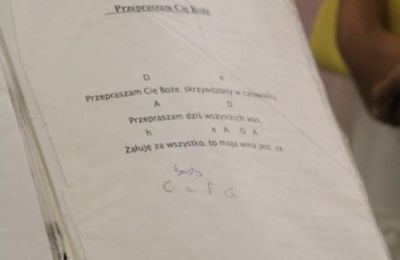 Przepraszam Cię Boże
D e
Przepraszam Cię Boże, skrzywdzony w człowieku.
A D
Przepraszam dziś wszystkich was
h e A D A
Żałuję za wszystko, to moja wina jest.
C a F G